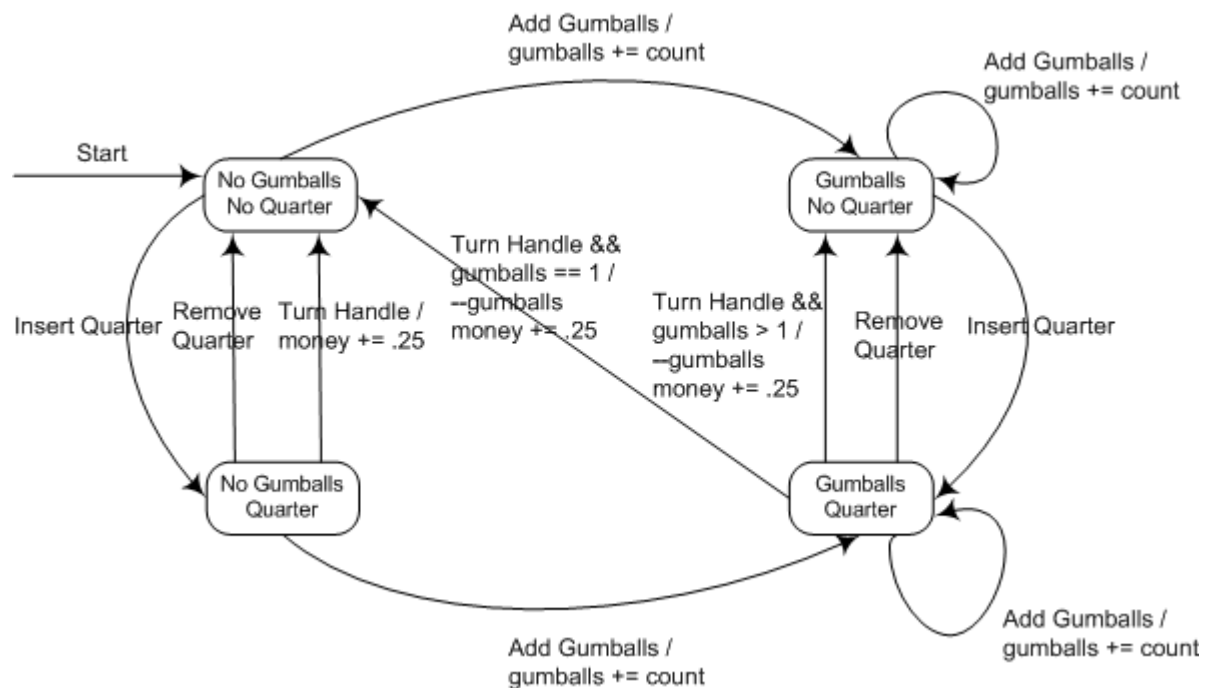 Add Gumballs /
gumballs += count
Add Gumballs /
gumballs += count
Start
No Gumballs
No Quarter
Gumballs
No Quarter
Turn Handle &&
gumballs == 1 /
--gumballs
money += .25
Insert Quarter
Remove
Quarter
Turn Handle /
money += .25
Turn Handle &&
gumballs > 1 /
--gumballs
money += .25
Remove
Quarter
Insert Quarter
No Gumballs
Quarter
Gumballs
Quarter
Add Gumballs /
gumballs += count
Add Gumballs /
gumballs += count